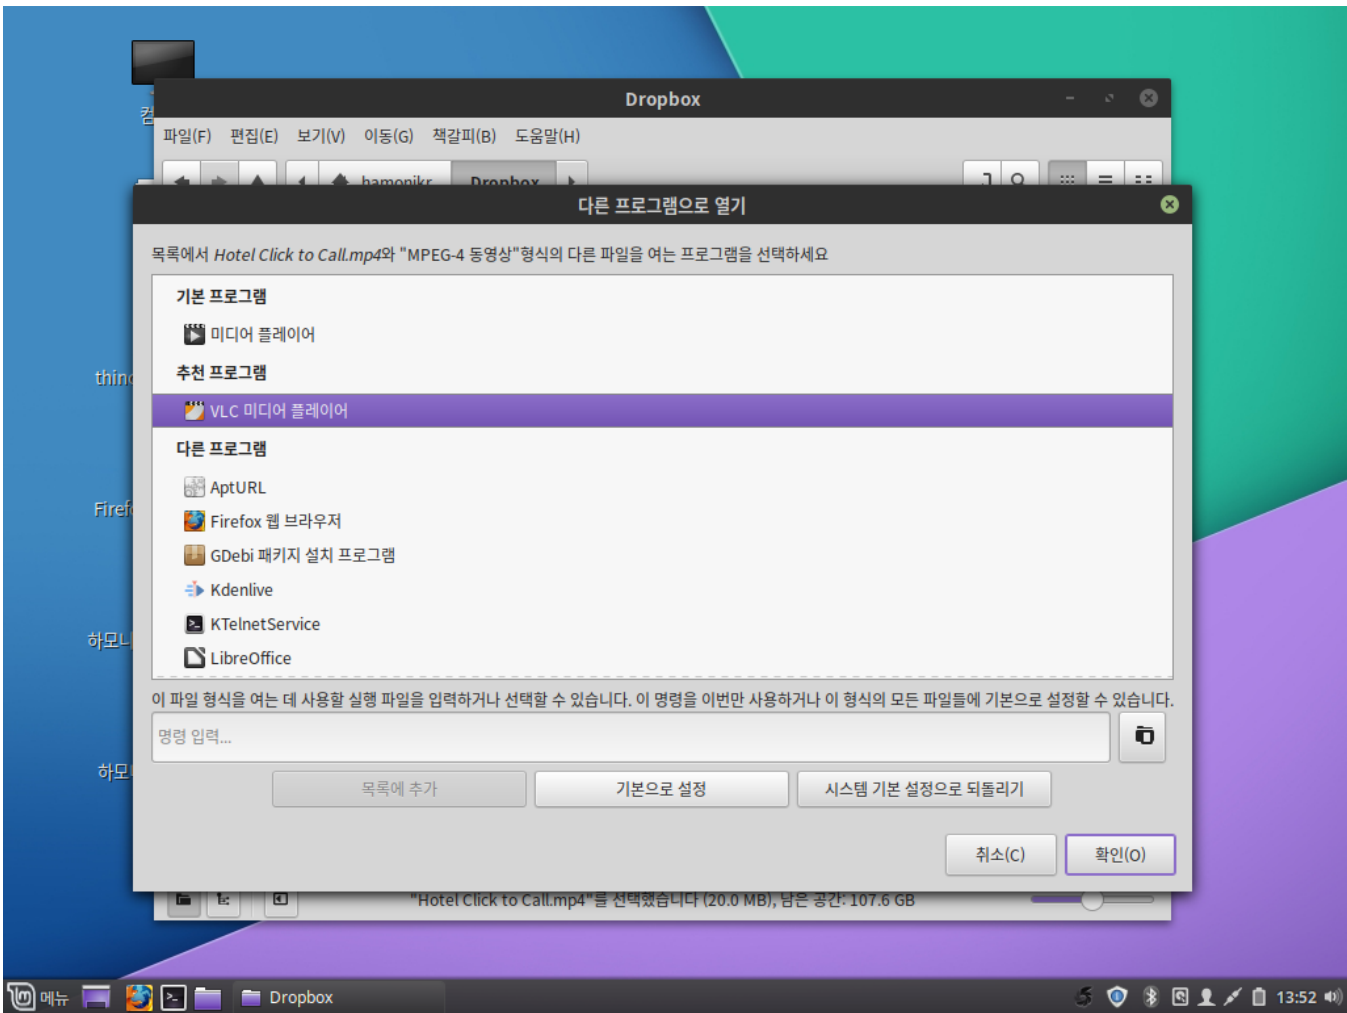 컴
Dropbox
파일(F) 편집(E) 보기(V) 이동(G) 책갈피(B) 도움말(H)
hamonikr Dropbox
다른 프로그램으로 열기
목록에서 Hotel Click to Call.mp4와 "MPEG-4 동영상"형식의 다른 파일을 여는 프로그램을 선택하세요
기본 프로그램
미디어 플레이어
추천 프로그램
VLC 미디어 플레이어
다른 프로그램
AptURL
Firefox 웹 브라우저
GDebi 패키지 설치 프로그램
Kdenlive
KTelnetService
LibreOffice
이 파일 형식을 여는 데 사용할 실행 파일을 입력하거나 선택할 수 있습니다. 이 명령을 이번만 사용하거나 이 형식의 모든 파일들에 기본으로 설정할 수 있습니다.
명령 입력...
목록에 추가 기본으로 설정 시스템 기본 설정으로 되돌리기
취소(C) 확인(O)
"Hotel Click to Call.mp4"를 선택했습니다 (20.0 MB), 남은 공간: 107.6 GB
메뉴 Dropbox 13:52